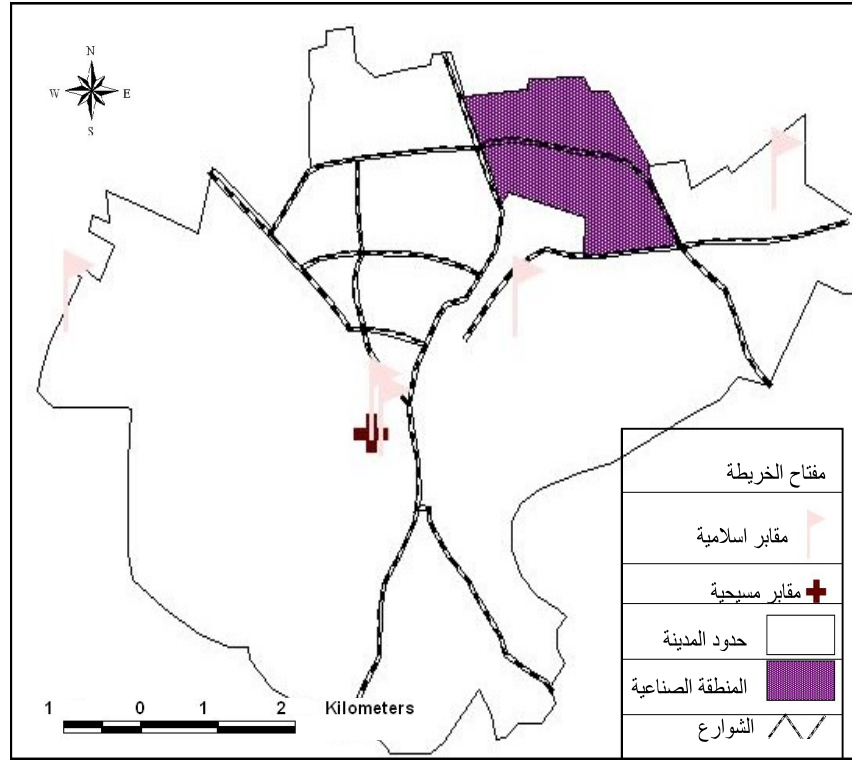 N
W E
S
مفتاح الخريطة
مقابر اسلامية
مقابر مسيحية
حدود المدينة
المنطقة الصناعية
الشوارع
1 0 1 2 Kilometers